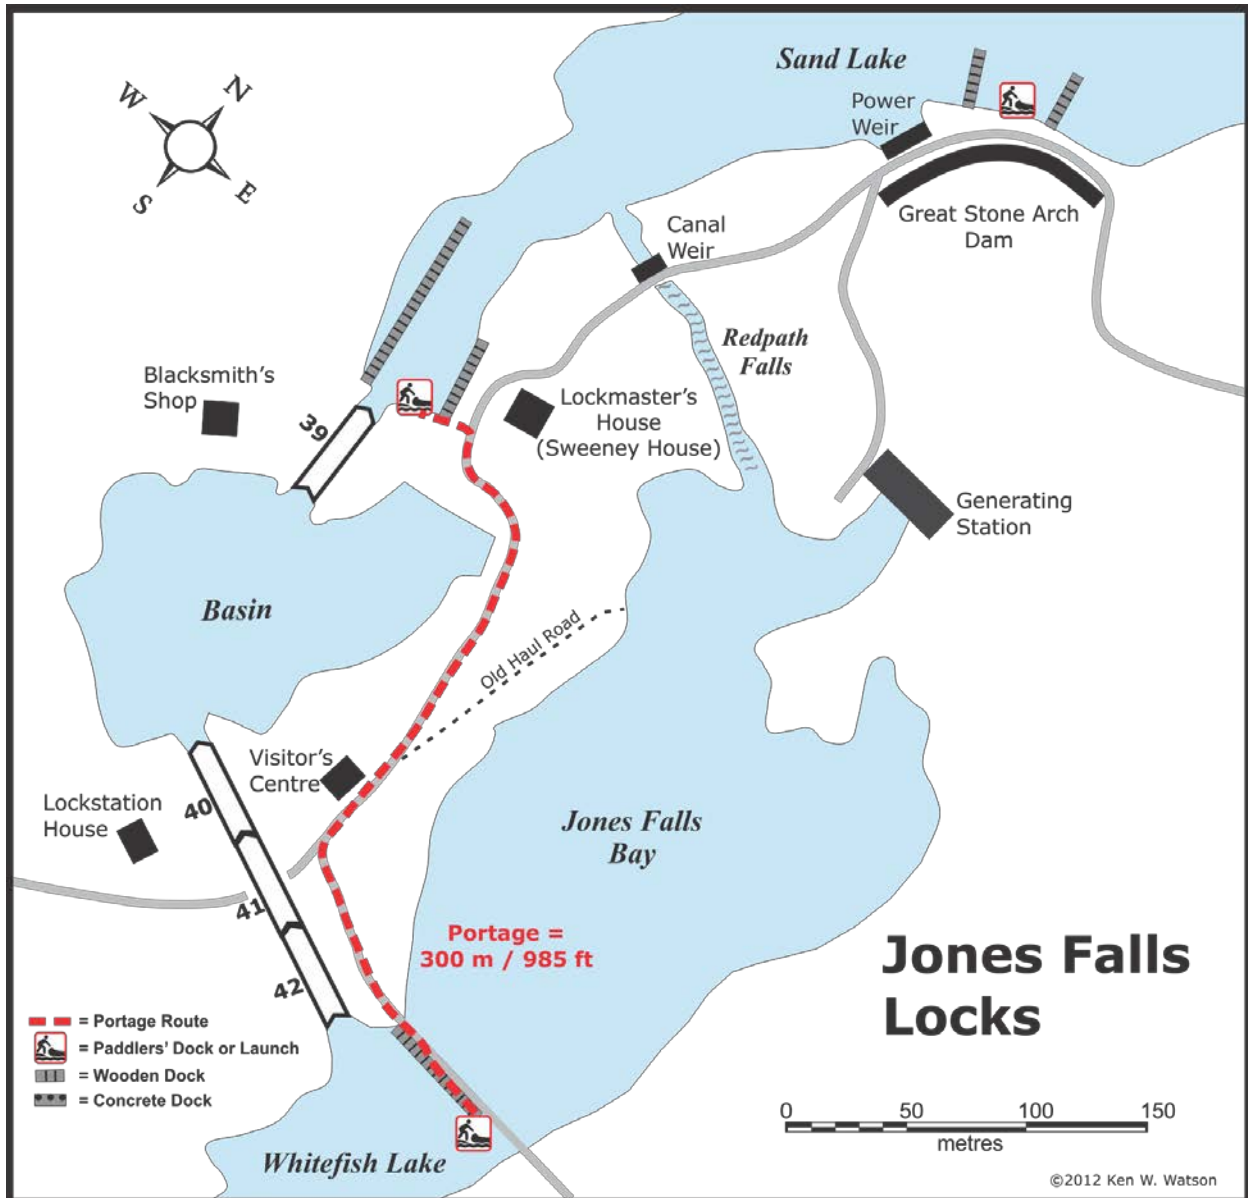 Sand Lake
Power
Weir
N
W
E
S
Great Stone Arch
Dam
Canal
Weir
Redpath
Falls
Blacksmith's
Shop
39
Lockmaster's
House
(Sweeney House)
Generating
Station
Basin
Old Haul Road
Visitor's
Centre
Lockstation
House
40
41
42
Jones Falls
Bay
Portage =
300 m / 985 ft
Jones Falls
Locks
= Portage Route
= Paddlers' Dock or Launch
= Wooden Dock
= Concrete Dock
0 50 100 150
metres
Whitefish Lake
©2012 Ken W. Watson